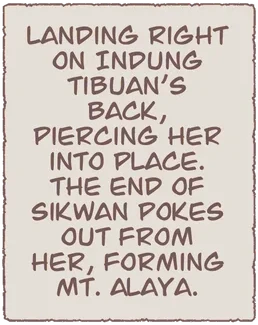 LANDING RIGHT
ON INDUNG
TIBUAN'S
BACK,
PIERCING HER
INTO PLACE.
THE END OF
SIKWAN POKES
OUT FROM
HER, FORMING
MT. ALAYA.